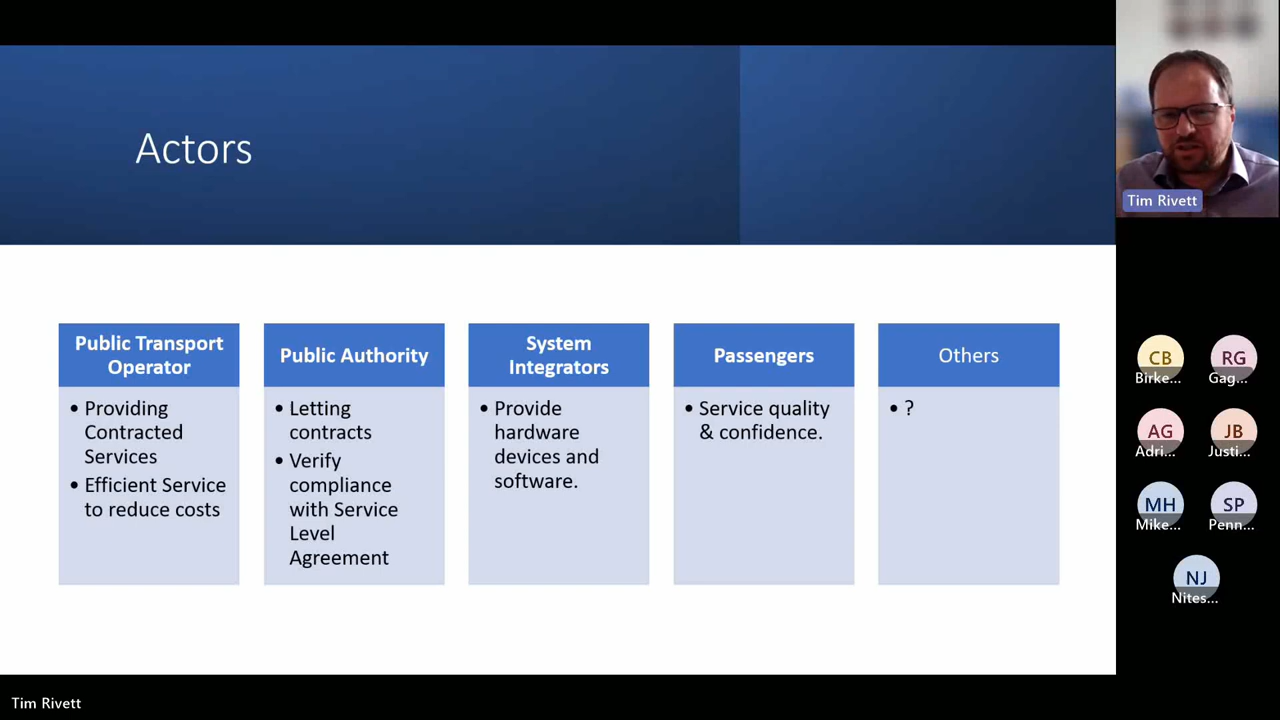 Actors
Public Transport
Operator
• Providing
Contracted
Services
• Efficient Service
to reduce costs
Public Authority
• Letting
contracts
• Verify
compliance
with Service
Level
Agreement
System
Integrators
• Provide
hardware
devices and
software.
Passengers
• Service quality
& confidence.
Others
• ?
Tim Rivett
CB
Birke...
RG
Gag...
AG
Adri...
JB
Justi...
MH
Mike...
SP
Penn...
NJ
Nites...
Tim Rivett